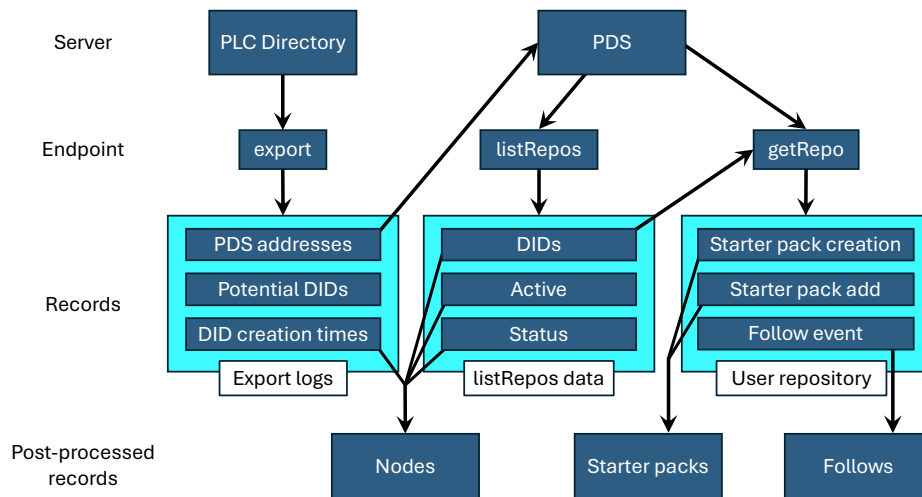 Server
PLC Directory
PDS
Endpoint
export
listRepos
getRepo
Records
PDS addresses
Potential DIDs
DID creation times
Export logs
DIDs
Active
Status
listRepos data
Starter pack creation
Starter pack add
Follow event
User repository
Post-processed
records
Nodes
Starter packs
Follows